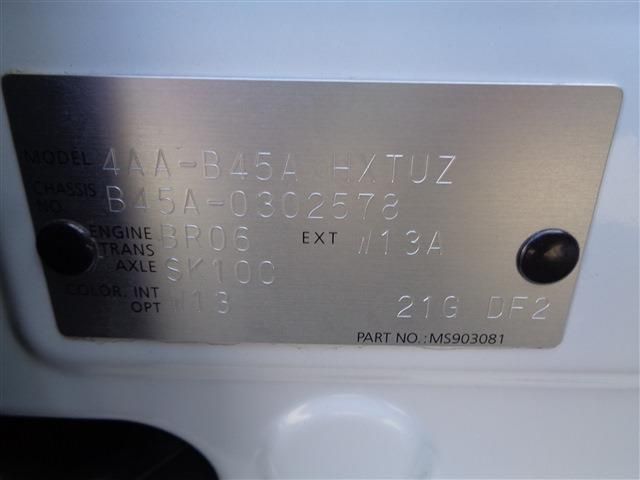 MODEL 4AA-B45A HXTUZ
CHASSIS NO. B45A-0302578
ENGINE BR06 EXT W13A
TRANS AXLE SK10C
COLOR. INT W13
OPT 21G DF2
PART NO.:MS903081